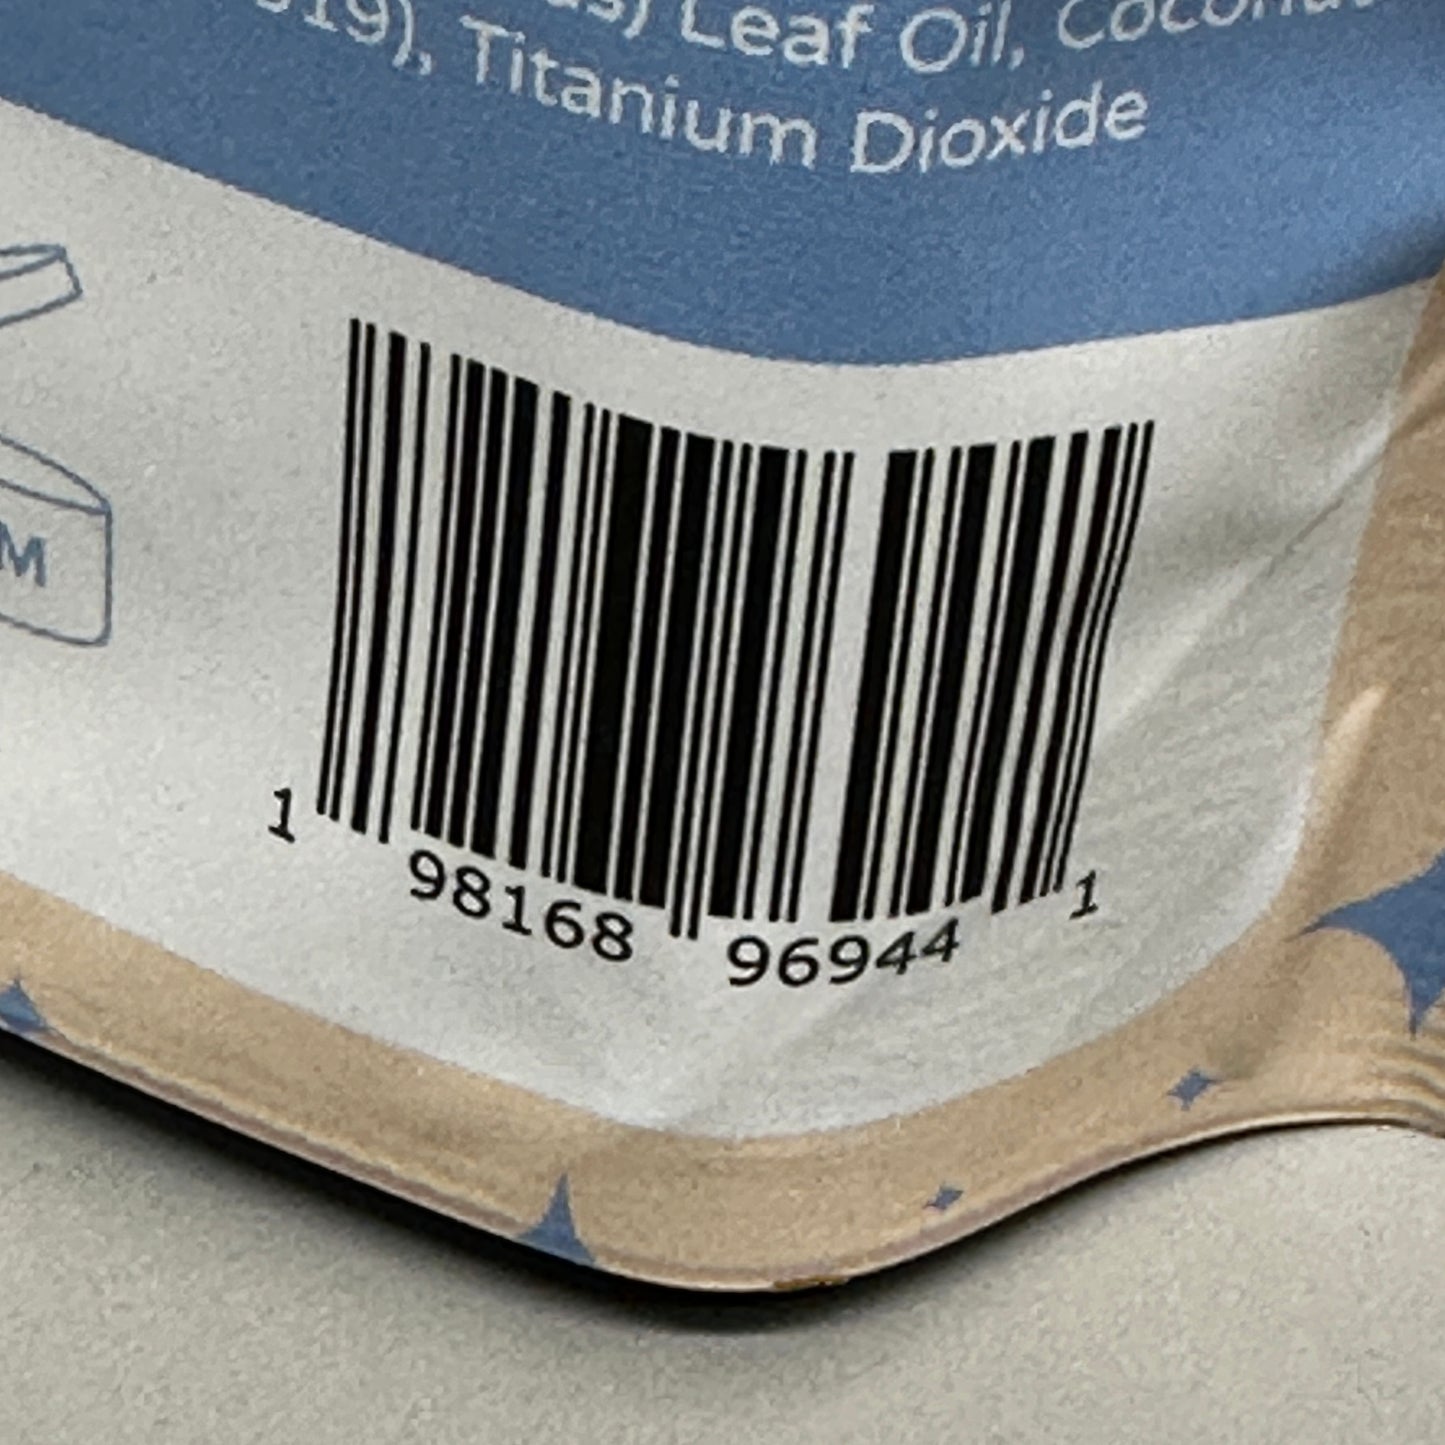 Leaf Oil,
Titanium Dioxide
M
1 98168 96944 1